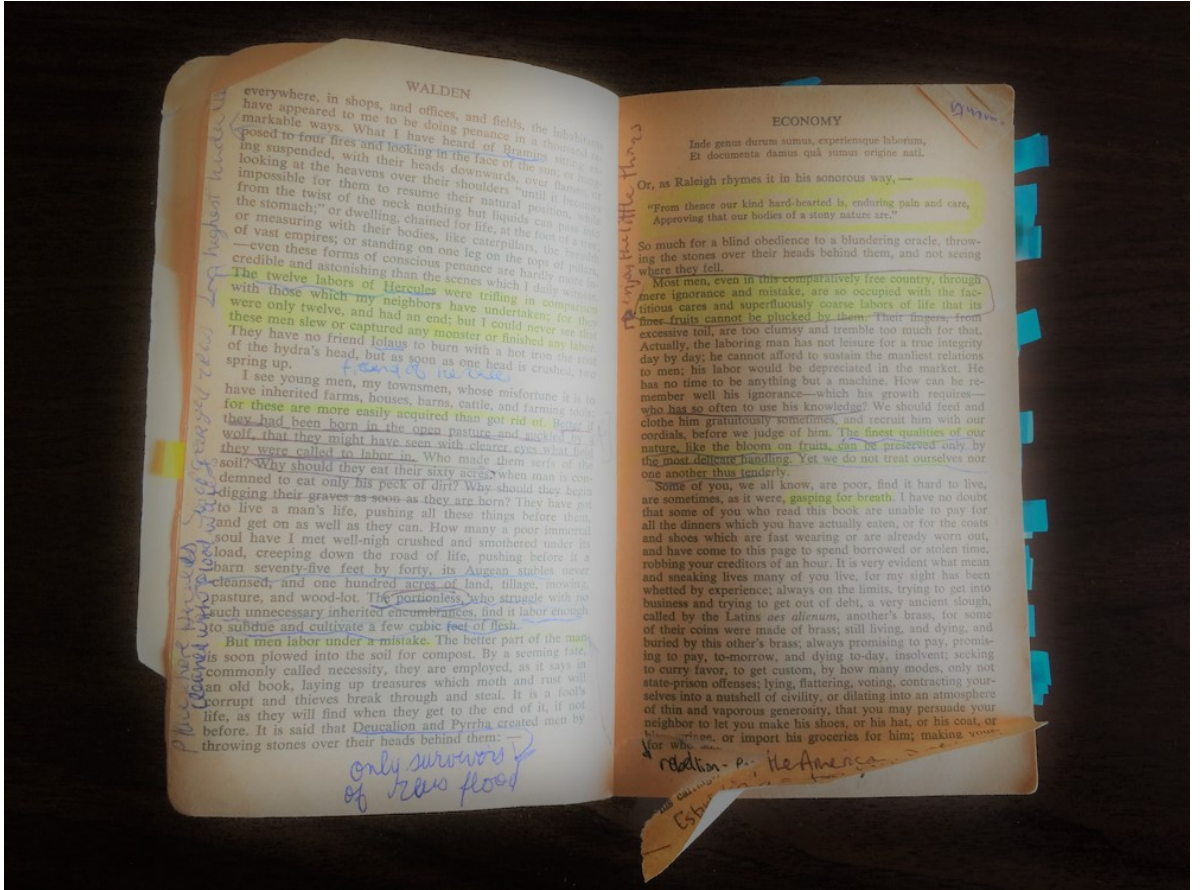 WALDEN
everywhere, in shops, and offices, and fields, the inhabitants
have appeared to me to be doing penance in a thousand re-
markable ways. What I have heard of Bramins sitting ex-
posed to four fires and looking in the face of the sun; or hang-
ing suspended, with their heads downwards, over flames; or
looking at the heavens over their shoulders "until it becomes
impossible for them to resume their natural position, while
from the twist of the neck nothing but liquids can pass into
the stomach;" or dwelling, chained for life, at the foot of a tree;
or measuring with their bodies, like caterpillars, the breadth
of vast empires; or standing on one leg on the tops of pillars,
—even these forms of conscious penance are hardly more in-
credible and astonishing than the scenes which I daily witness.
The twelve labors of Hercules were trifling in comparison
with those which my neighbors have undertaken; for they
were only twelve, and had an end; but I could never see that
these men slew or captured any monster or finished any labor.
They have no friend Iolaus to burn with a hot iron the root
of the hydra's head, but as soon as one head is crushed, two
spring up.
friend of
I see young men, my townsmen, whose misfortune it is to
have inherited farms, houses, barns, cattle, and farming tools;
for these are more easily acquired than got rid of. Better if
they had been born in the open pasture and suckled by a
wolf, that they might have seen with clearer eyes what field
they were called to labor in. Who made them serfs of the
soil? Why should they eat their sixty acres, when man is con-
demned to eat only his peck of dirt? Why should they begin
digging their graves as soon as they are born? They have got
to live a man's life, pushing all these things before them,
and get on as well as they can. How many a poor immortal
soul have I met well-nigh crushed and smothered under its
load, creeping down the road of life, pushing before it a
barn seventy-five feet by forty, its Augean stables never
cleansed, and one hundred acres of land, tillage, mowing,
pasture, and wood-lot. The portionless, who struggle with no
such unnecessary inherited encumbrances, find it labor enough
to subdue and cultivate a few cubic feet of flesh.
But men labor under a mistake. The better part of the man
is soon plowed into the soil for compost. By a seeming fate,
commonly called necessity, they are employed, as it says in
an old book, laying up treasures which moth and rust will
corrupt and thieves break through and steal. It is a fool's
life, as they will find when they get to the end of it, if not
before. It is said that Deucalion and Pyrrha created men by
throwing stones over their heads behind them:—
only survivors
of flood
place where Hercules
ECONOMY
Inde genus durum sumus, experiensque laborum,
Et documenta damus quâ simus origine nati.
Or, as Raleigh rhymes it in his sonorous way,—
"From thence our kind hard-hearted is, enduring pain and care,
Approving that our bodies of a stony nature are."
So much for a blind obedience to a blundering oracle, throw-
ing the stones over their heads behind them, and not seeing
where they fell.
Most men, even in this comparatively free country, through
mere ignorance and mistake, are so occupied with the fac-
titious cares and superfluously coarse labors of life that its
finer fruits cannot be plucked by them. Their fingers, from
excessive toil, are too clumsy and tremble too much for that.
Actually, the laboring man has not leisure for a true integrity
day by day; he cannot afford to sustain the manliest relations
to men; his labor would be depreciated in the market. He
has no time to be anything but a machine. How can he re-
member well his ignorance—which his growth requires—
who has so often to use his knowledge? We should feed and
clothe him gratuitously sometimes, and recruit him with our
cordials, before we judge of him. The finest qualities of our
nature, like the bloom on fruits, can be preserved only by
the most delicate handling. Yet we do not treat ourselves nor
one another thus tenderly.
Some of you, we all know, are poor, find it hard to live,
are sometimes, as it were, gasping for breath. I have no doubt
that some of you who read this book are unable to pay for
all the dinners which you have actually eaten, or for the coats
and shoes which are fast wearing or are already worn out,
and have come to this page to spend borrowed or stolen time,
robbing your creditors of an hour. It is very evident what mean
and sneaking lives many of you live, for my sight has been
whetted by experience; always on the limits, trying to get into
business and trying to get out of debt, a very ancient slough,
called by the Latins aes alienum, another's brass, for some
of their coins were made of brass; still living, and dying, and
buried by this other's brass; always promising to pay, promis-
ing to pay, to-morrow, and dying to-day, insolvent; seeking
to curry favor, to get custom, by how many modes, only not
state-prison offenses; lying, flattering, voting, contracting your-
selves into a nutshell of civility, or dilating into an atmosphere
of thin and vaporous generosity, that you may persuade your
neighbor to let you make his shoes, or his hat, or his coat, or
or import his groceries for him; making your-
for
enjoy the little things
rebellion- America